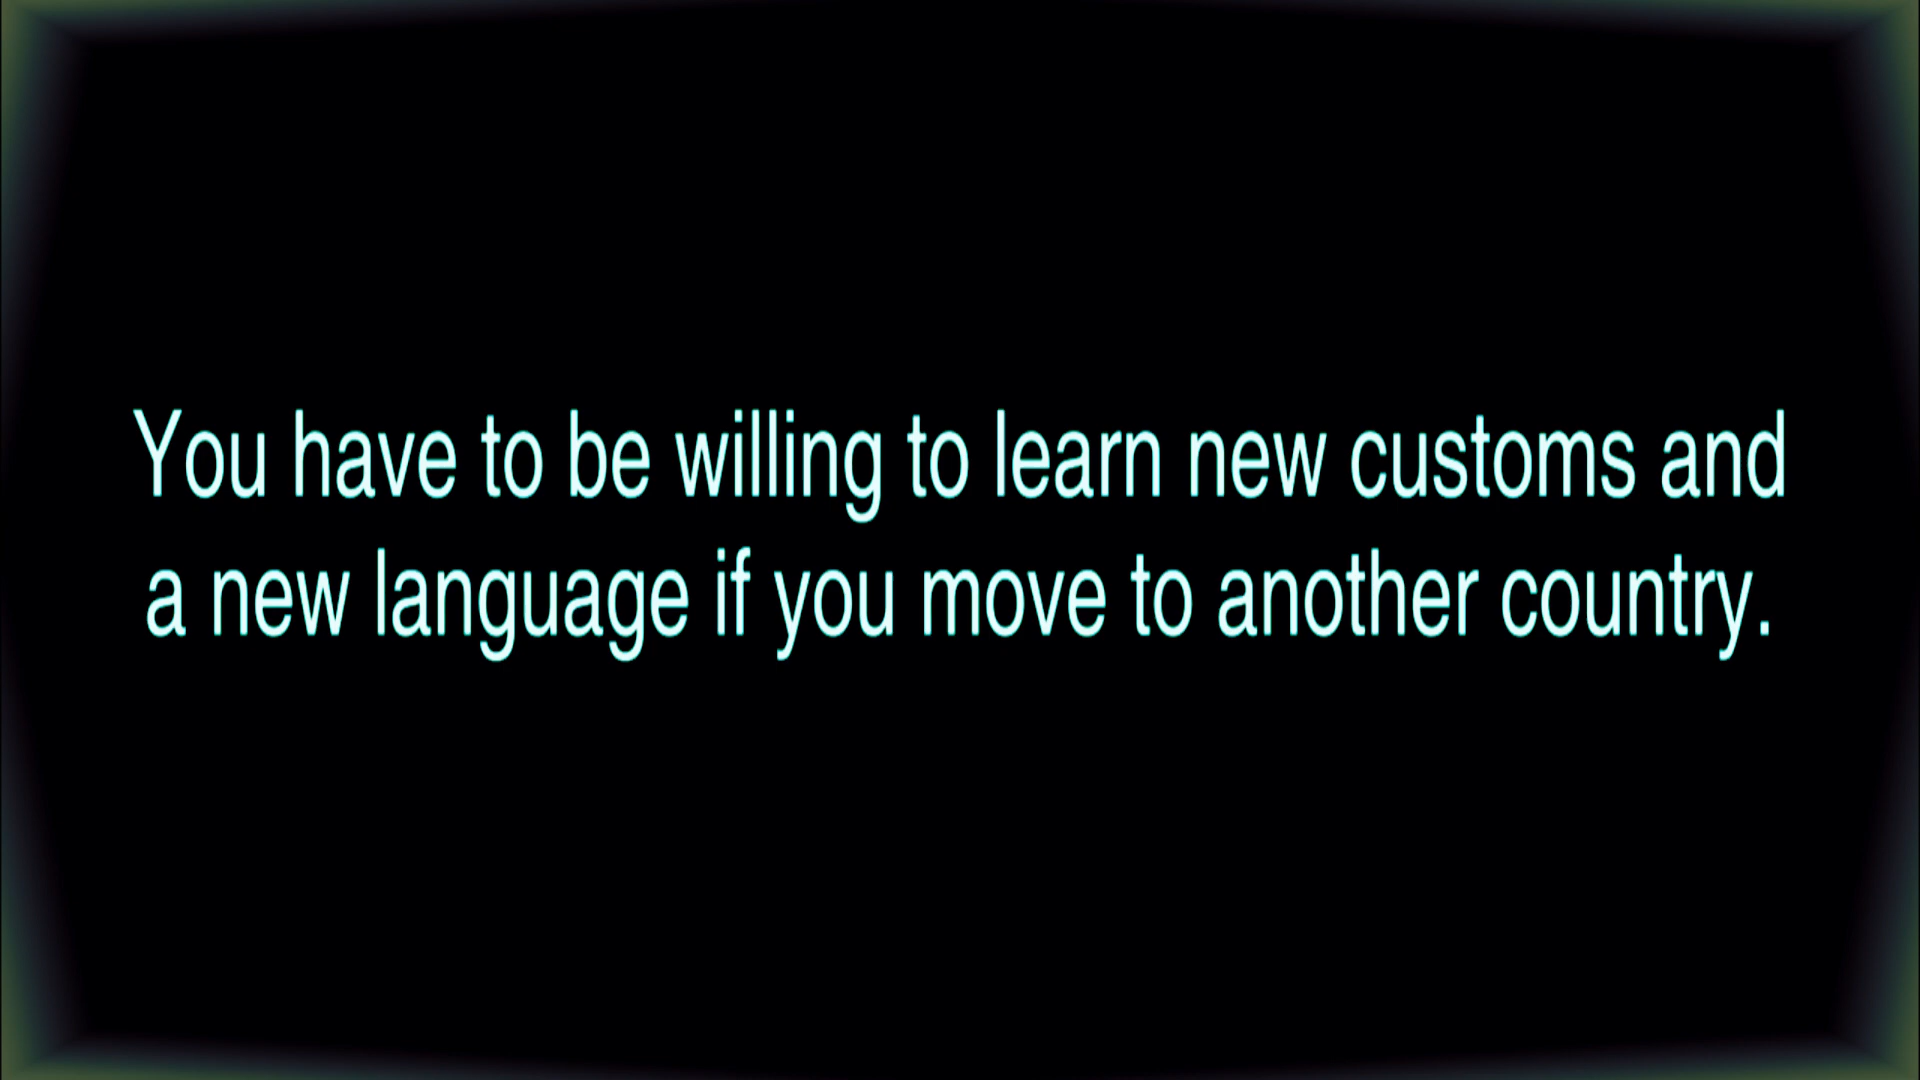 You have to be willing to learn new customs and
a new language if you move to another country.